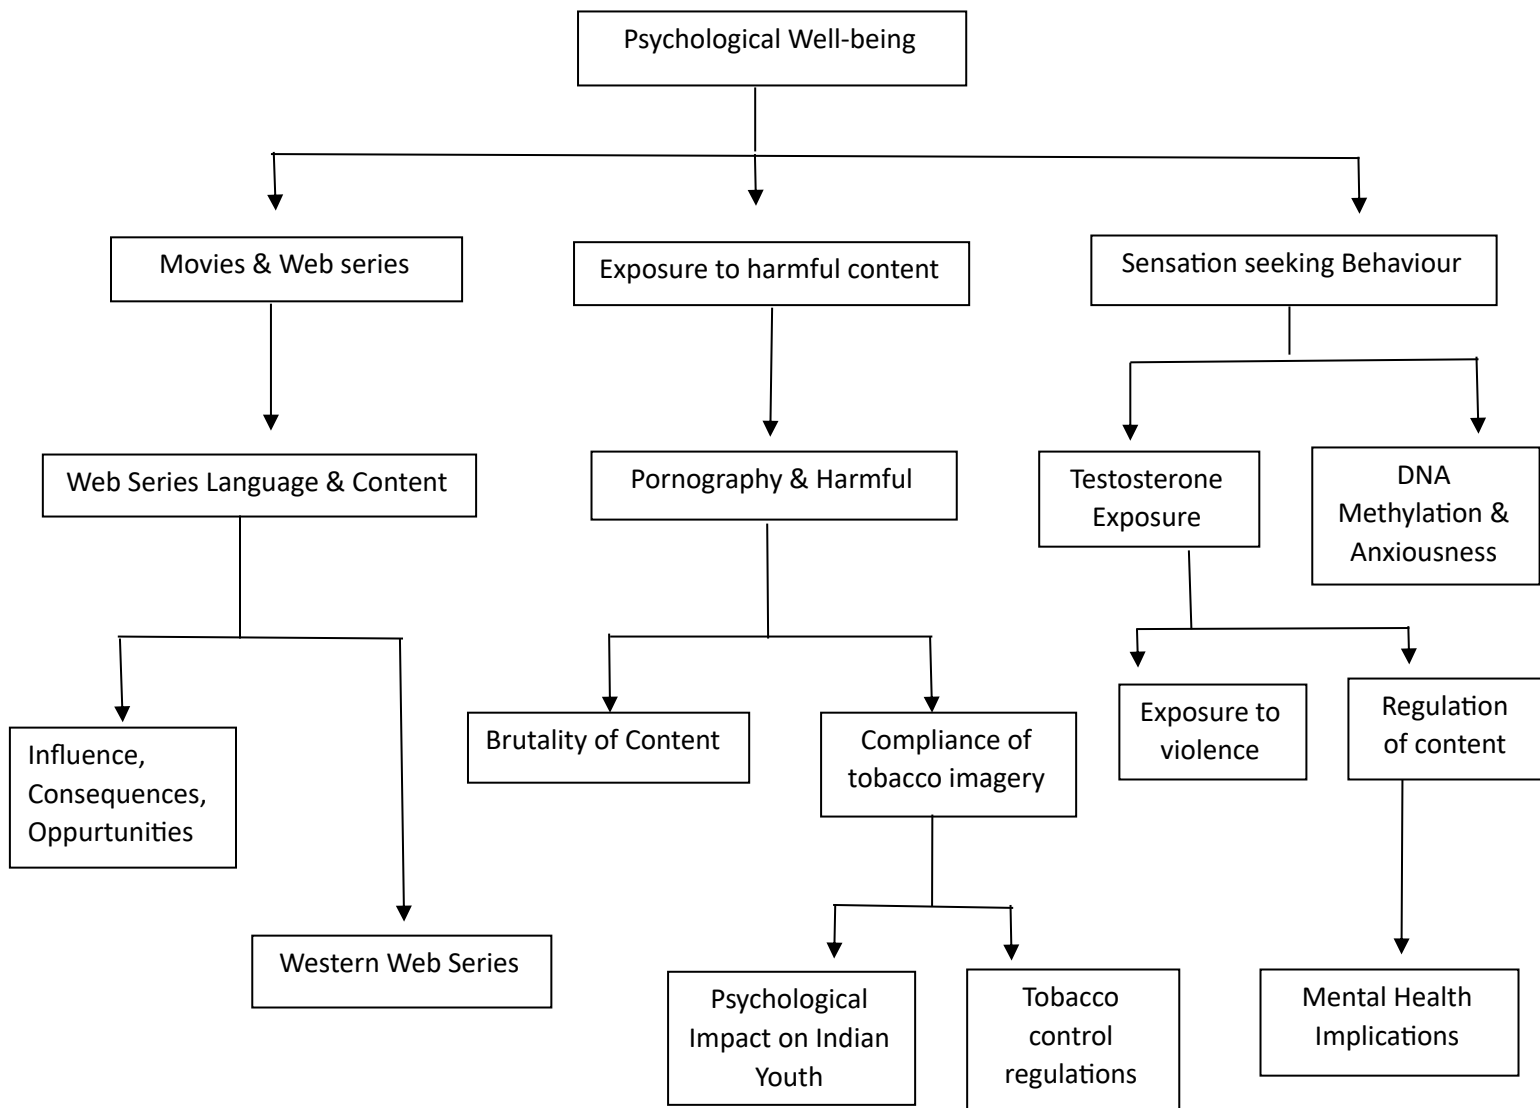 Psychological Well-being
Movies & Web series
Exposure to harmful content
Sensation seeking Behaviour
Web Series Language & Content
Pornography & Harmful
Testosterone
Exposure
DNA
Methylation &
Anxiousness
Influence,
Consequences,
Oppurtunities
Brutality of Content
Compliance of
tobacco imagery
Exposure to
violence
Regulation
of content
Western Web Series
Psychological
Impact on Indian
Youth
Tobacco
control
regulations
Mental Health
Implications